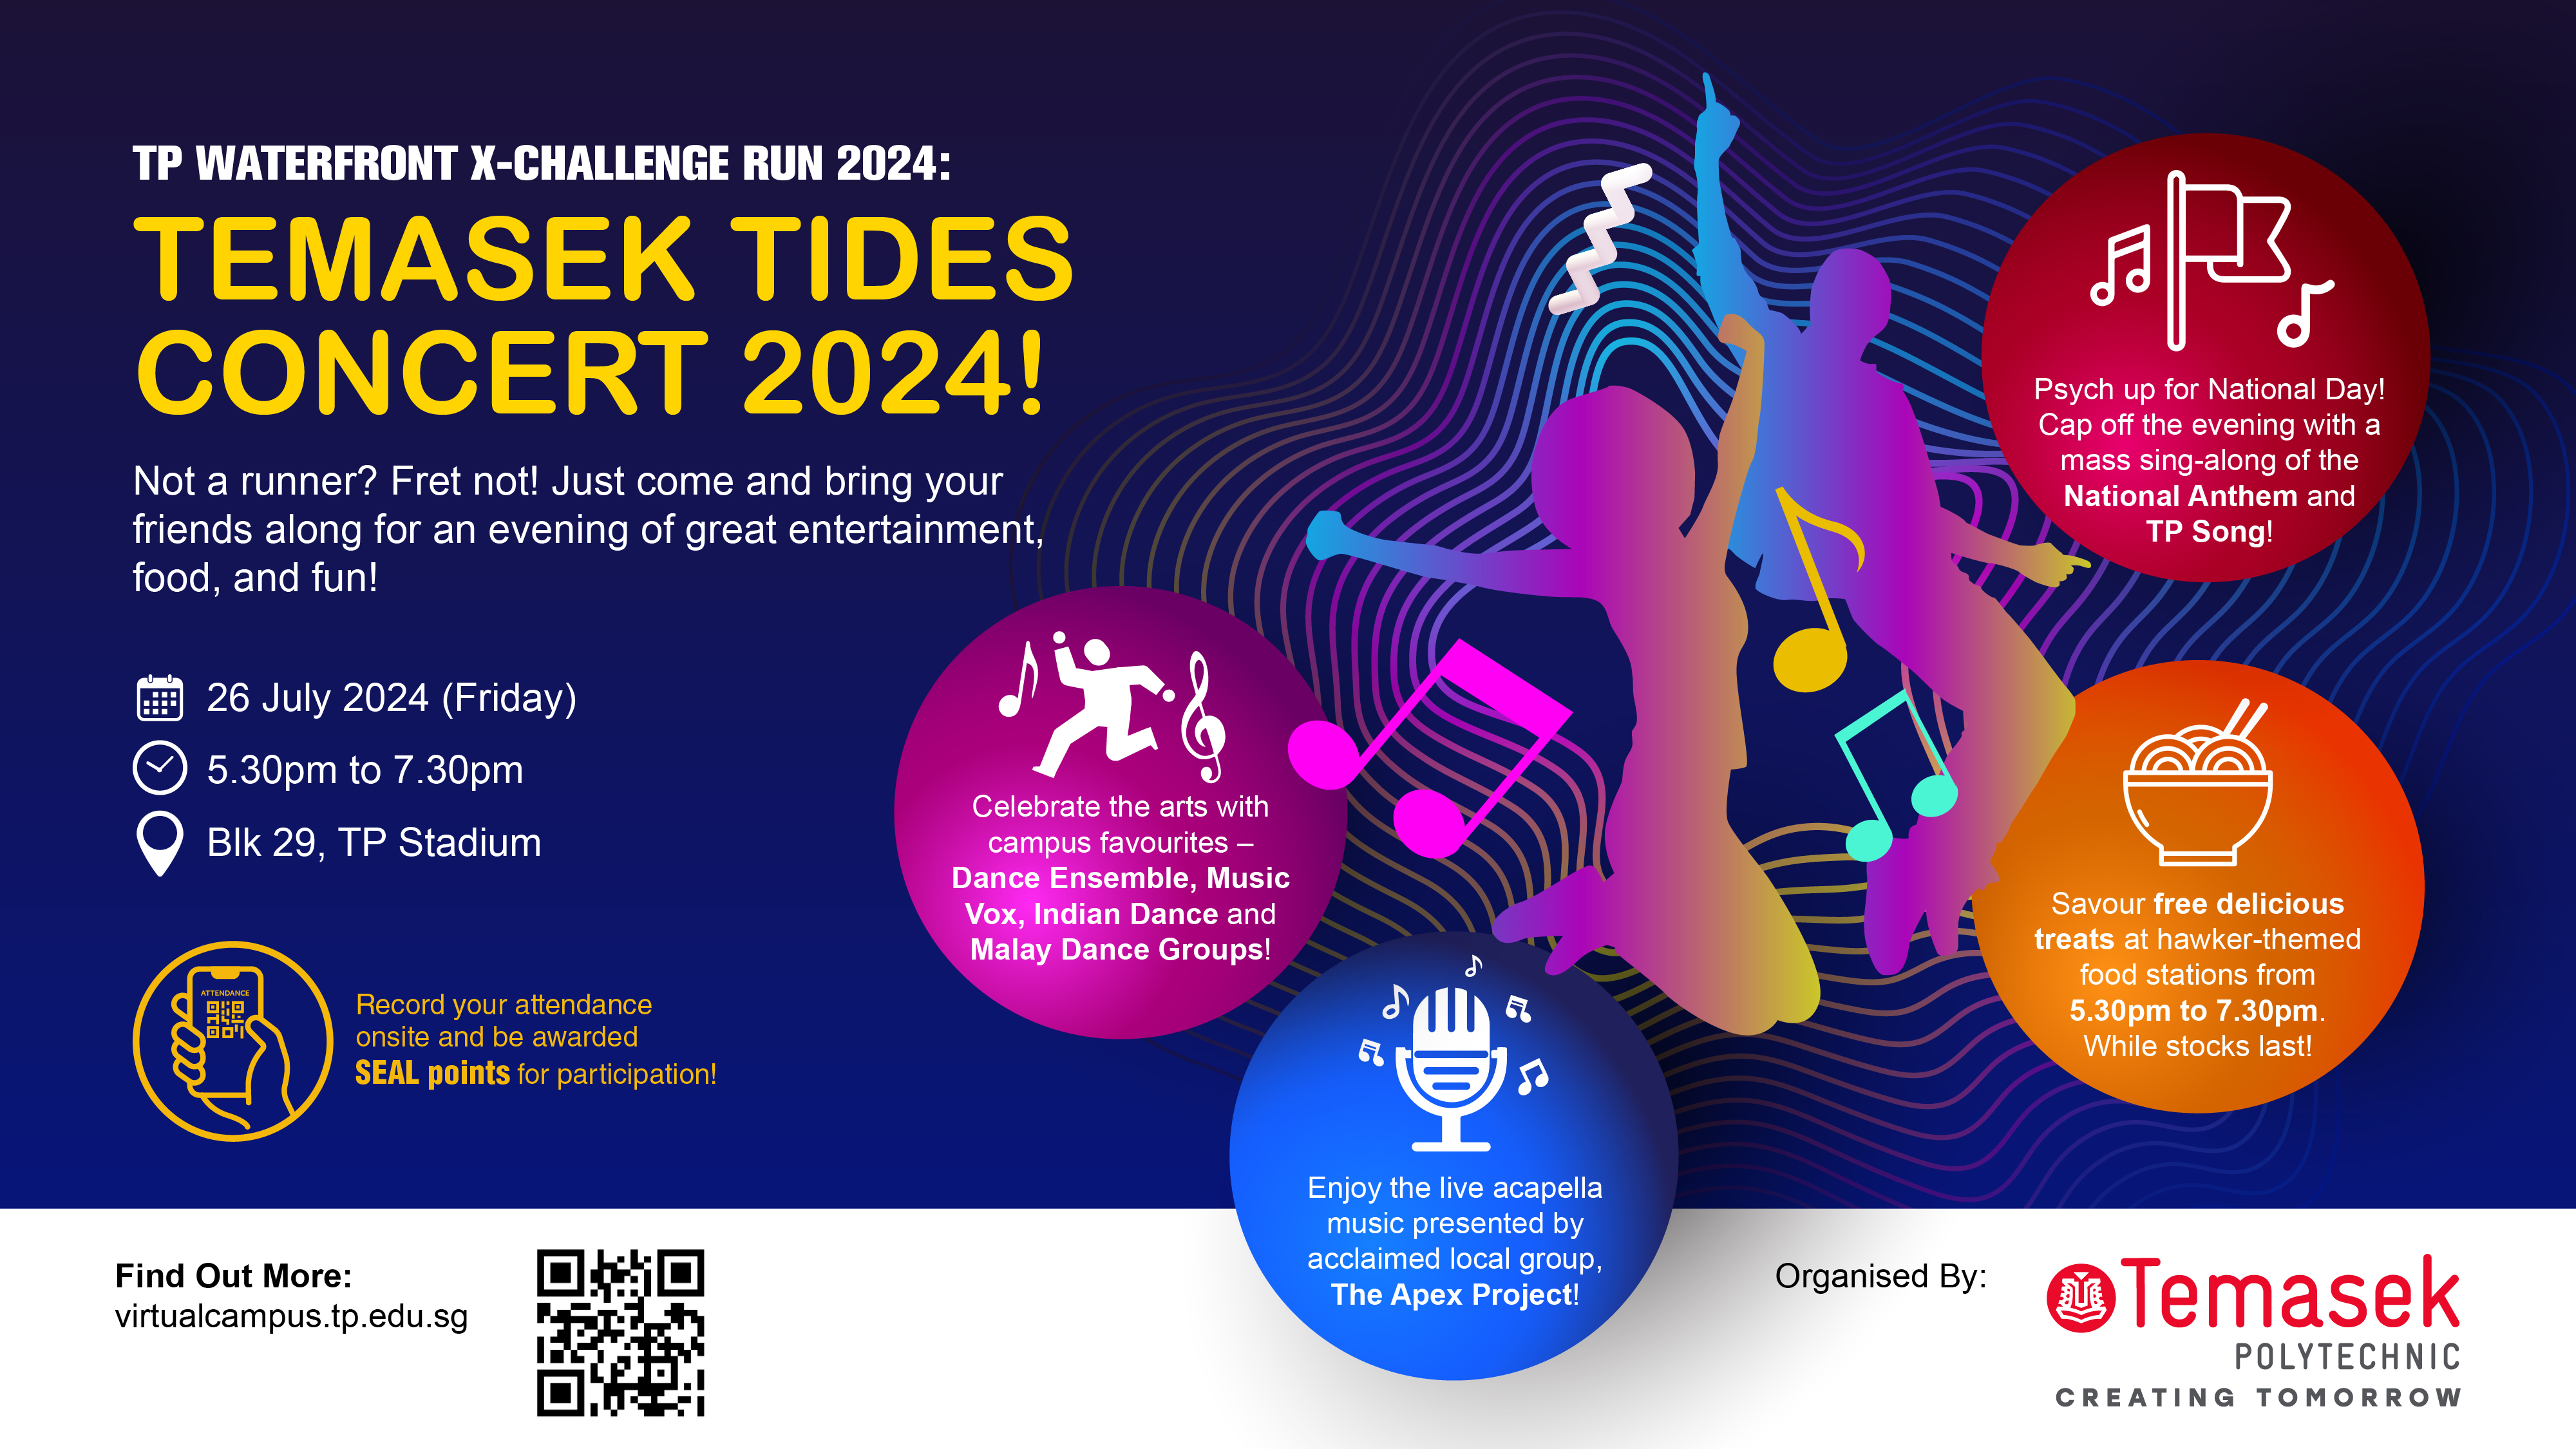 TP WATERFRONT X-CHALLENGE RUN 2024:
TEMASEK TIDES
CONCERT 2024!
Not a runner? Fret not! Just come and bring your
friends along for an evening of great entertainment,
food, and fun!
26 July 2024 (Friday)
5.30pm to 7.30pm
Blk 29, TP Stadium
ATTENDANCE
Record your attendance
onsite and be awarded
SEAL points for participation!
Psych up for National Day!
Cap off the evening with a
mass sing-along of the
National Anthem and
TP Song!
Celebrate the arts with
campus favourites –
Dance Ensemble, Music
Vox, Indian Dance and
Malay Dance Groups!
Savour free delicious
treats at hawker-themed
food stations from
5.30pm to 7.30pm.
While stocks last!
Enjoy the live acapella
music presented by
acclaimed local group,
The Apex Project!
Find Out More:
virtualcampus.tp.edu.sg
Organised By:
Temasek
POLYTECHNIC
CREATING TOMORROW